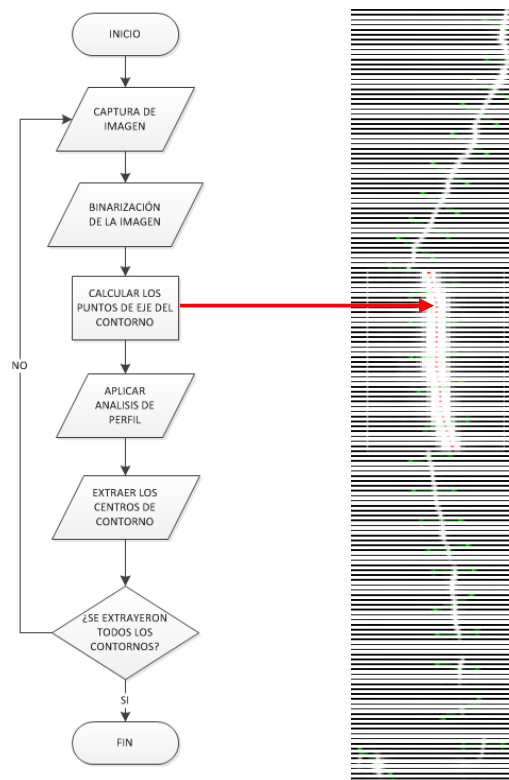 INICIO
CAPTURA DE
IMAGEN
BINARIZACIÓN
DE LA IMAGEN
CALCULAR LOS
PUNTOS DE EJE DEL
CONTORNO
NO
APLICAR
ANALISIS DE
PERFIL
EXTRAER LOS
CENTROS DE
CONTORNO
¿SE EXTRAYERON
TODOS LOS
CONTORNOS?
SI
FIN